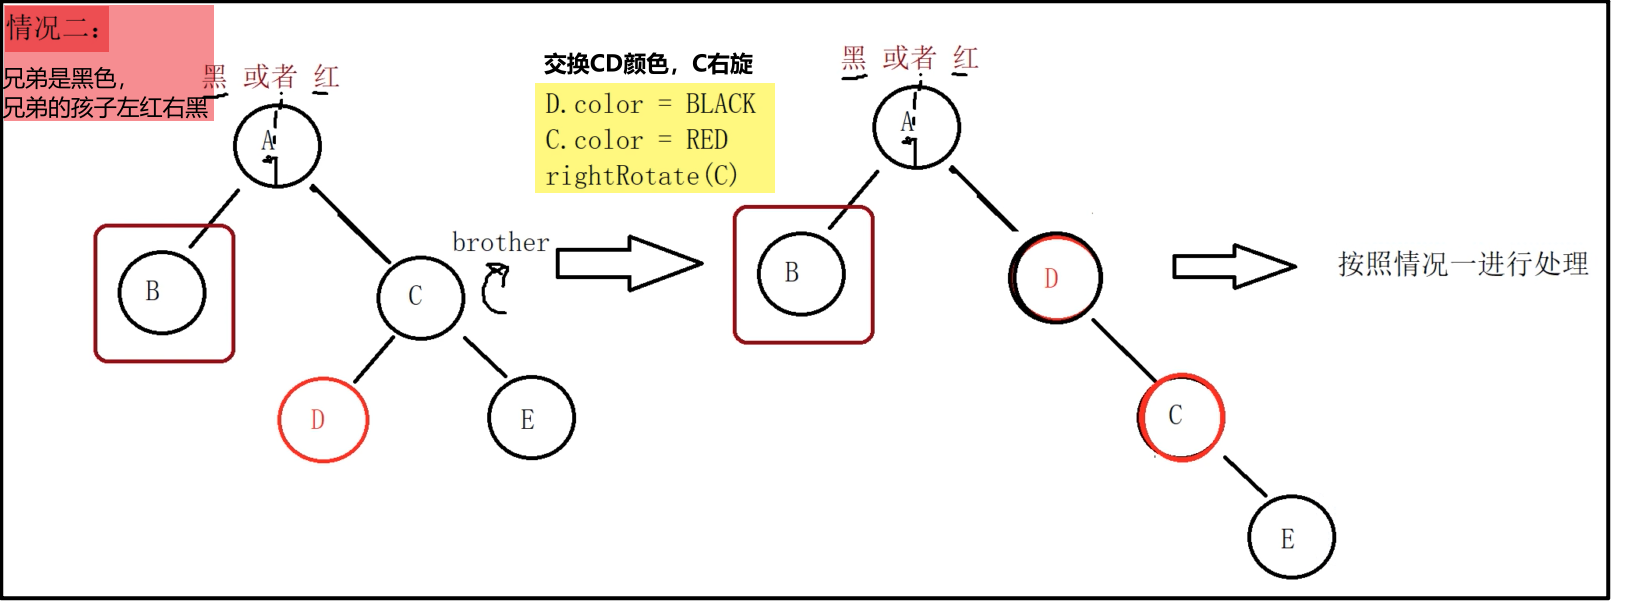 情况二：
兄弟是黑色，
兄弟的孩子左红右黑
黑 或者 红
A
B
C
brother
D
E
交换CD颜色，C右旋
D.color = BLACK
C.color = RED
rightRotate(C)
黑 或者 红
A
B
D
C
E
按照情况一进行处理